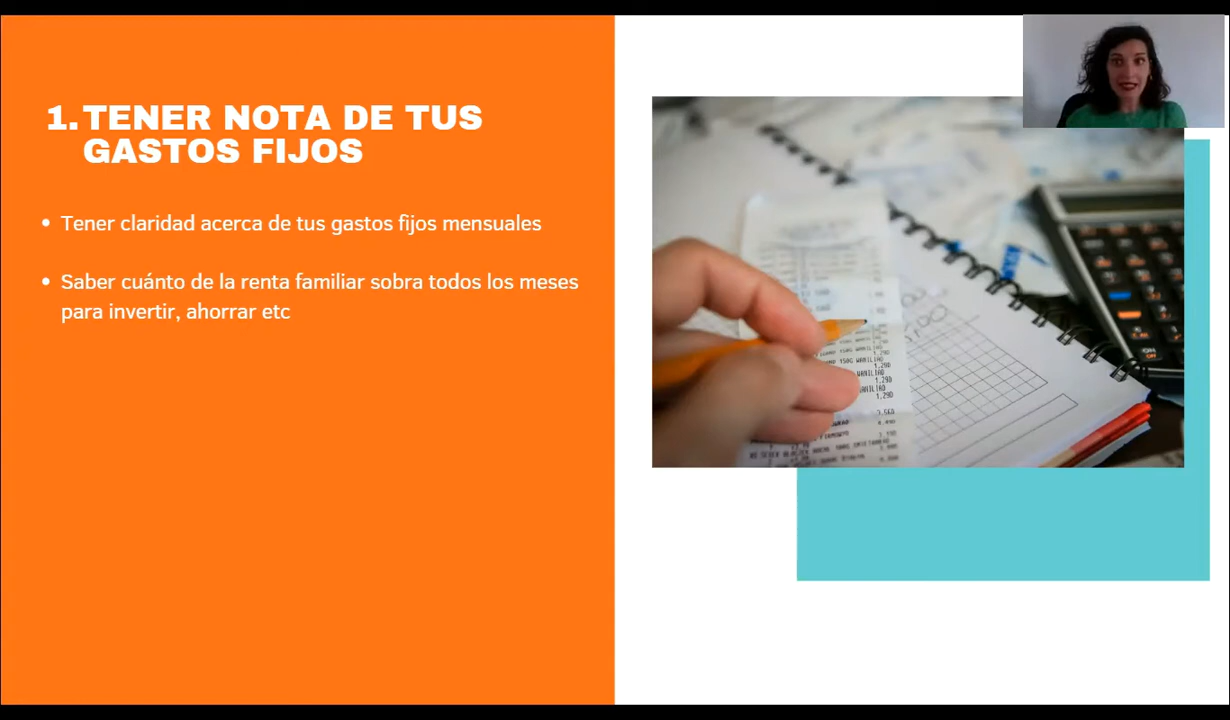 1. TENER NOTA DE TUS
GASTOS FIJOS
• Tener claridad acerca de tus gastos fijos mensuales
• Saber cuánto de la renta familiar sobra todos los meses
para invertir, ahorrar etc